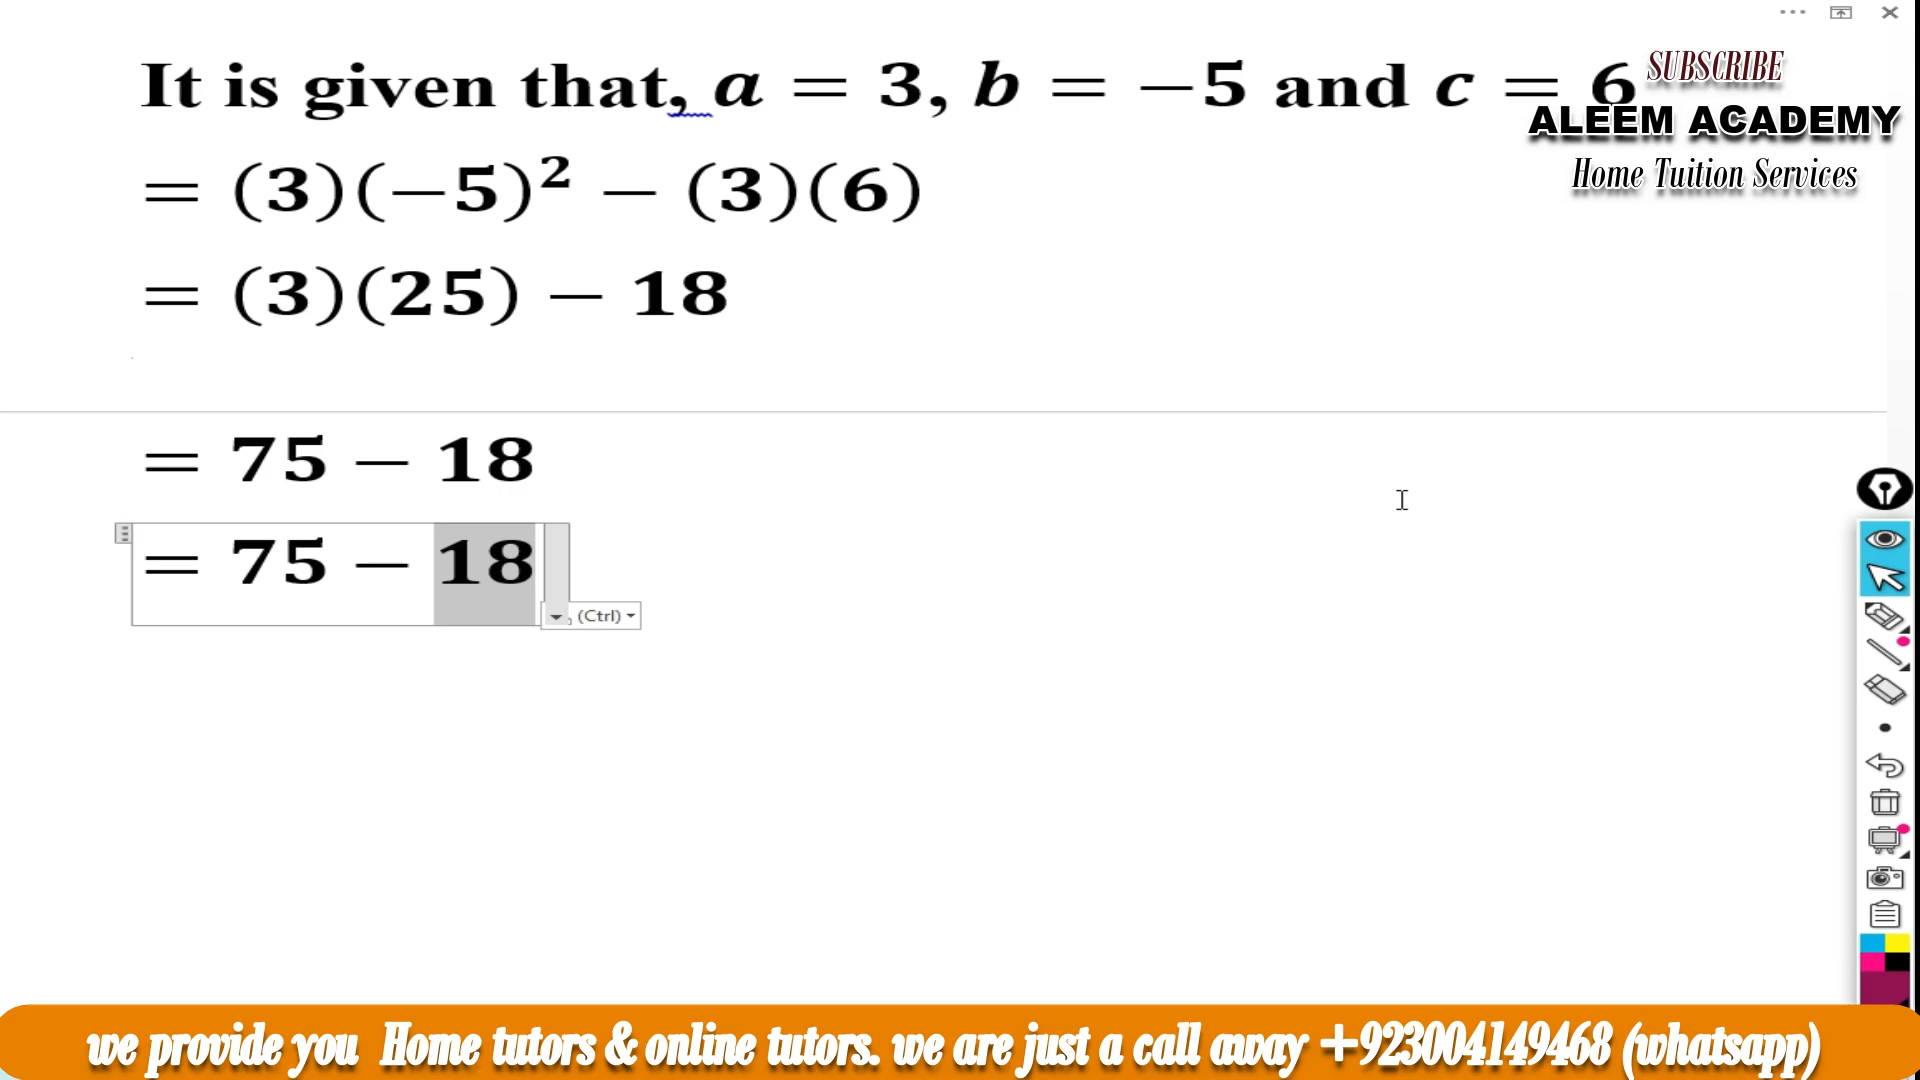 It is given that, a = 3, b = −5 and c = 6
SUBSCRIBE
ALEEM ACADEMY
Home Tuition Services
= (3)(−5)² − (3)(6)
= (3)(25) − 18
= 75 − 18
= 75 − 18
(Ctrl)
we provide you Home tutors & online tutors. we are just a call away +923004149468 (whatsapp)